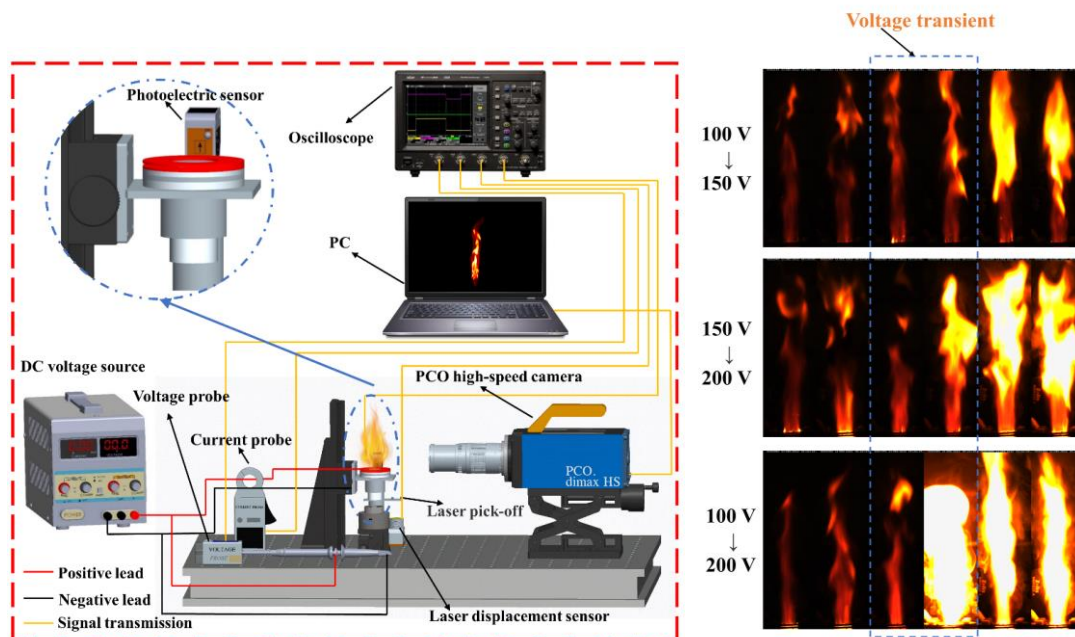 Voltage transient
Photoelectric sensor
Oscilloscope
100 V
↓
150 V
PC
150 V
↓
200 V
DC voltage source
Voltage probe
Current probe
PCO high-speed camera
PCO.
dimax HS
Laser pick-off
VOLTAGE
100 V
↓
200 V
Positive lead
Negative lead
Signal transmission
Laser displacement sensor